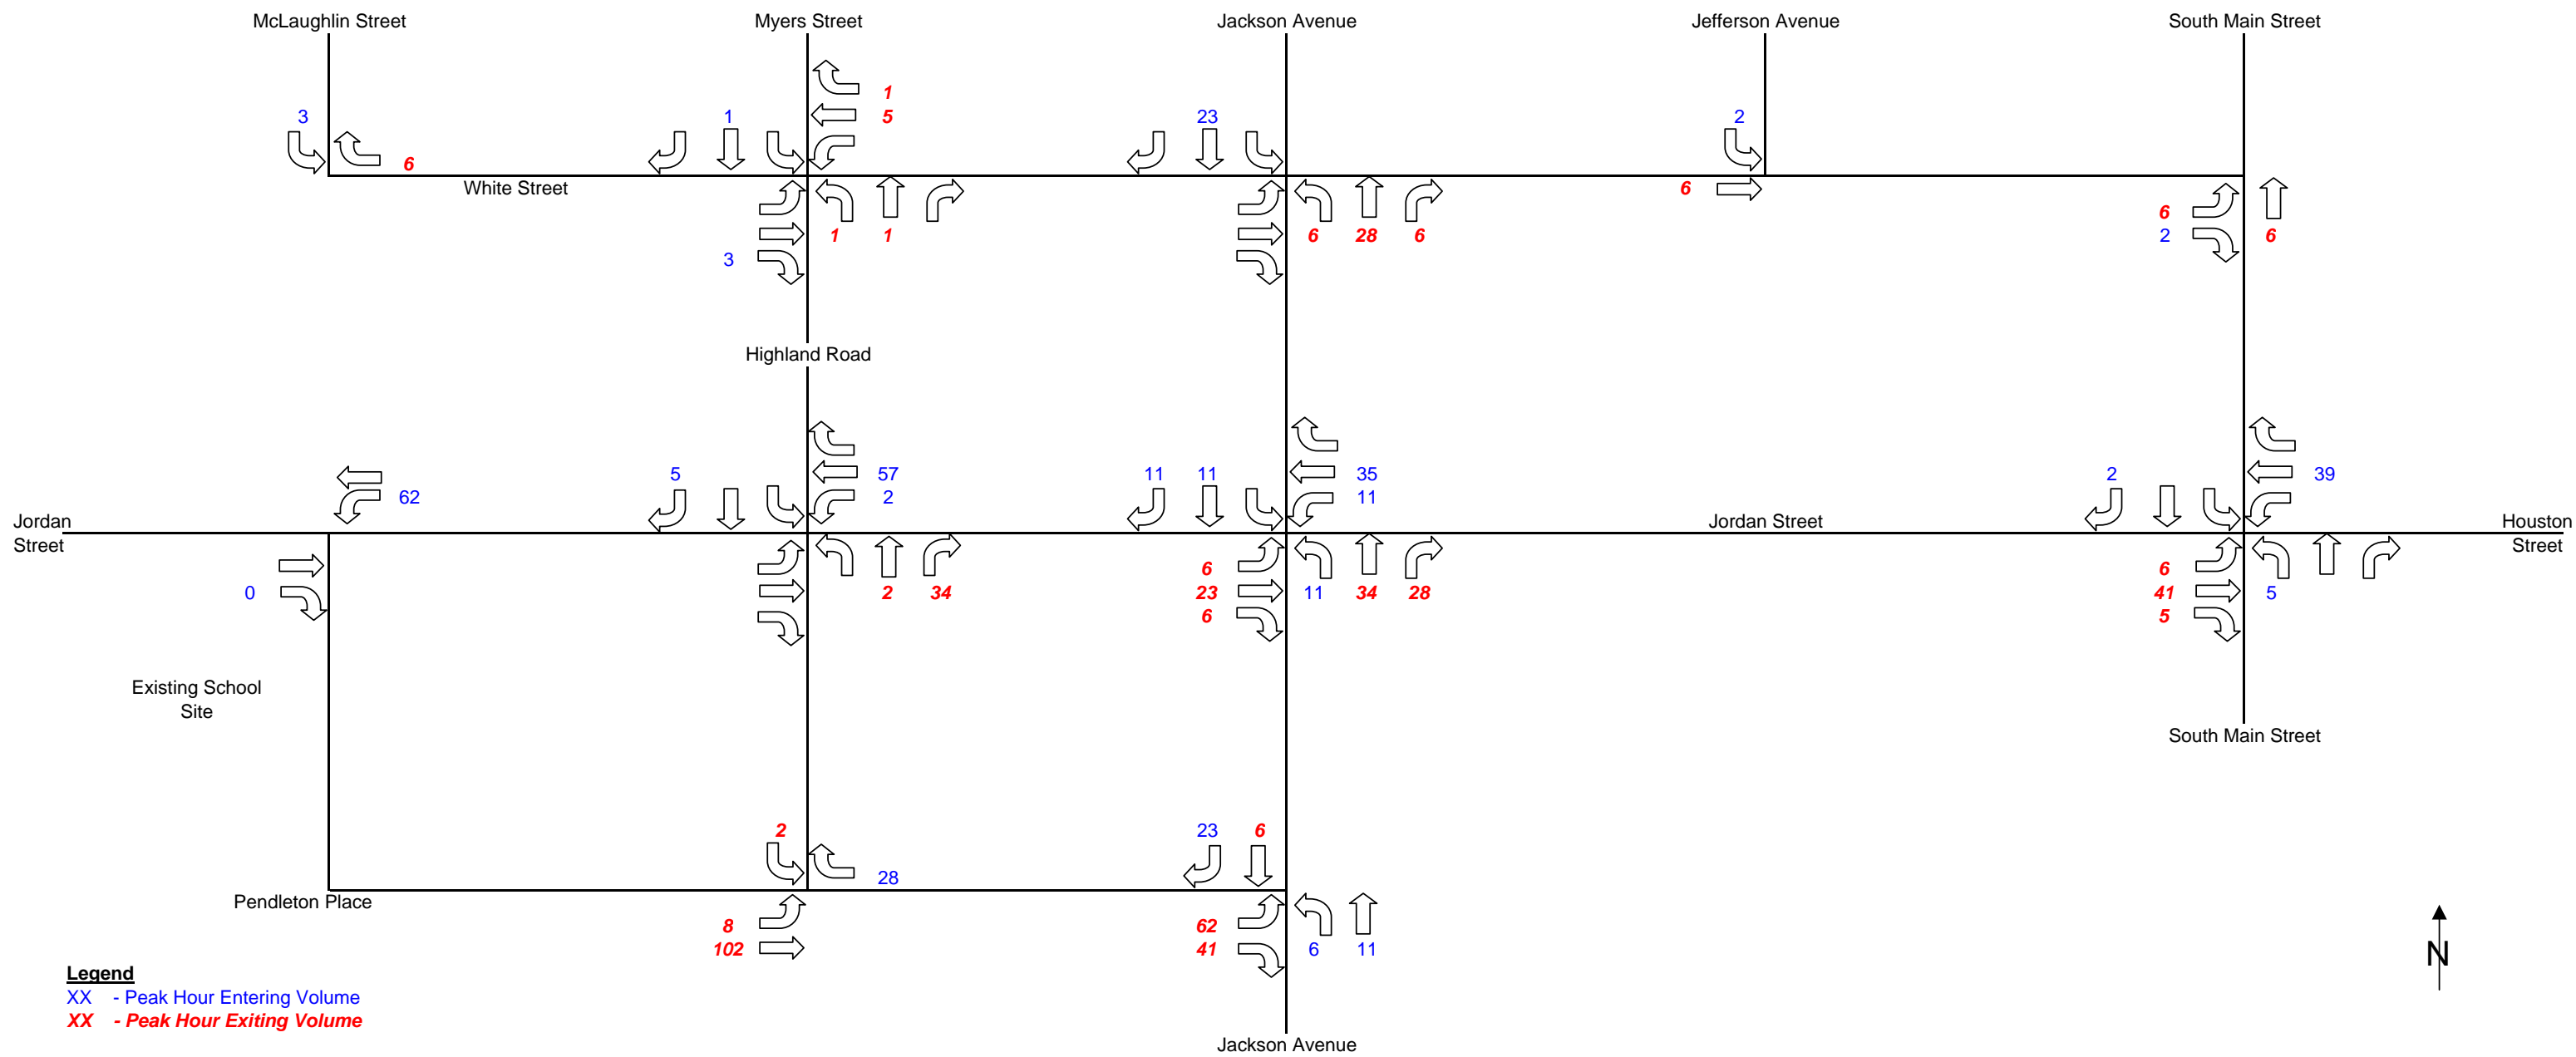 McLaughlin Street
Myers Street
Jackson Avenue
Jefferson Avenue
South Main Street
1
3
1
5
23
2
6
White Street
6
6
1
1
6
28
6
2
6
3
Highland Road
5
57
11
11
35
2
39
62
2
11
Jordan
Street
Jordan Street
Houston
Street
6
6
0
2
34
23
11
34
28
41
5
6
5
Existing School
Site
South Main Street
2
23
6
28
Pendleton Place
8
62
102
41
6
11
N
Legend
XX - Peak Hour Entering Volume
XX - Peak Hour Exiting Volume
Jackson Avenue